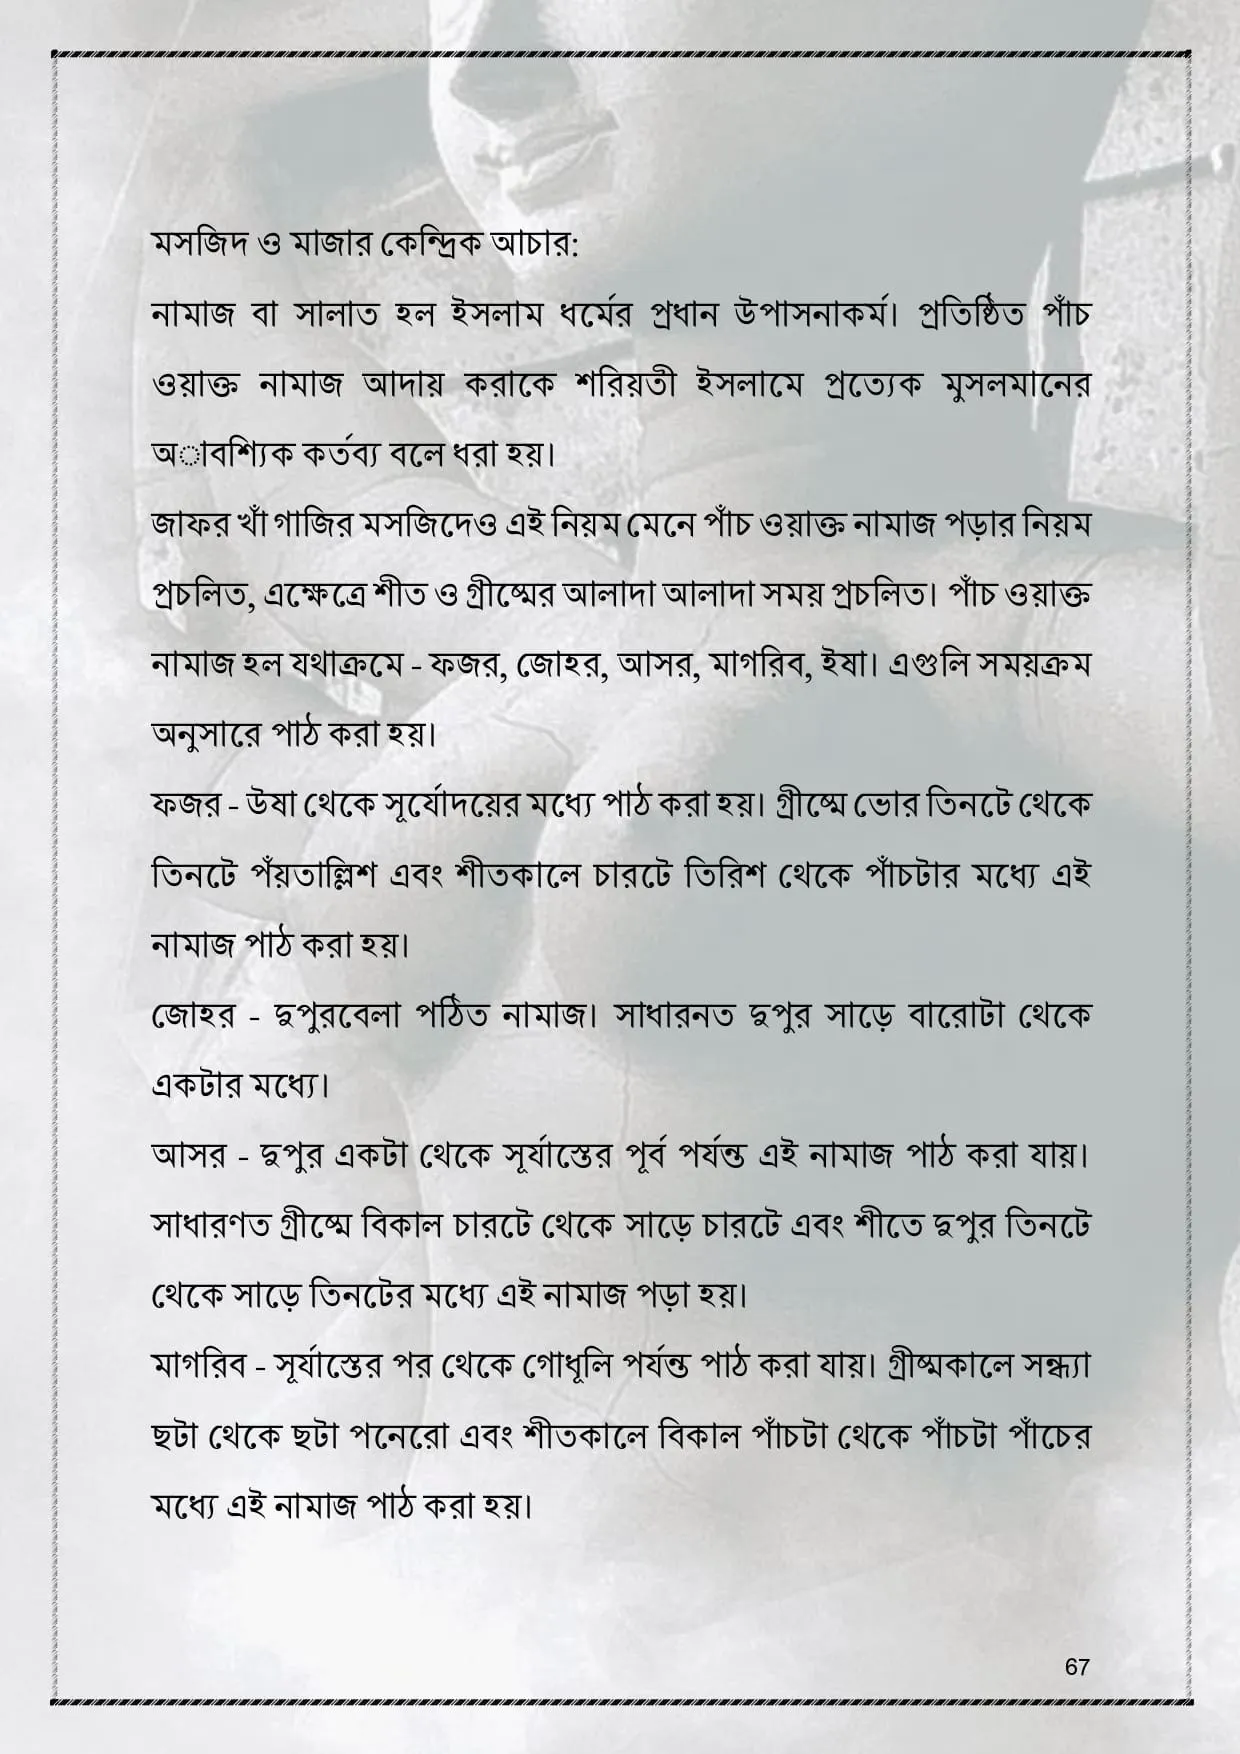 মসজিদ ও মাজার কেন্দ্রিক আচার:
নামাজ বা সালাত হল ইসলাম ধর্মের প্রধান উপাসনাকর্ম। প্রতিষ্ঠিত পাঁচ
ওয়াক্ত নামাজ আদায় করাকে শরিয়তী ইসলামে প্রত্যেক মুসলমানের
অাবশ্যিক কর্তব্য বলে ধরা হয়।
জাফর খাঁ গাজির মসজিদেও এই নিয়ম মেনে পাঁচ ওয়াক্ত নামাজ পড়ার নিয়ম
প্রচলিত, এক্ষেত্রে শীত ও গ্রীষ্মের আলাদা আলাদা সময় প্রচলিত। পাঁচ ওয়াক্ত
নামাজ হল যথাক্রমে - ফজর, জোহর, আসর, মাগরিব, ইষা। এগুলি সময়ক্রম
অনুসারে পাঠ করা হয়।
ফজর - উষা থেকে সূর্যোদয়ের মধ্যে পাঠ করা হয়। গ্রীষ্মে ভোর তিনটে থেকে
তিনটে পঁয়তাল্লিশ এবং শীতকালে চারটে তিরিশ থেকে পাঁচটার মধ্যে এই
নামাজ পাঠ করা হয়।
জোহর - দুপুরবেলা পঠিত নামাজ। সাধারনত দুপুর সাড়ে বারোটা থেকে
একটার মধ্যে।
আসর - দুপুর একটা থেকে সূর্যাস্তের পূর্ব পর্যন্ত এই নামাজ পাঠ করা যায়।
সাধারণত গ্রীষ্মে বিকাল চারটে থেকে সাড়ে চারটে এবং শীতে দুপুর তিনটে
থেকে সাড়ে তিনটের মধ্যে এই নামাজ পড়া হয়।
মাগরিব - সূর্যাস্তের পর থেকে গোধূলি পর্যন্ত পাঠ করা যায়। গ্রীষ্মকালে সন্ধ্যা
ছটা থেকে ছটা পনেরো এবং শীতকালে বিকাল পাঁচটা থেকে পাঁচটা পাঁচের
মধ্যে এই নামাজ পাঠ করা হয়।
67